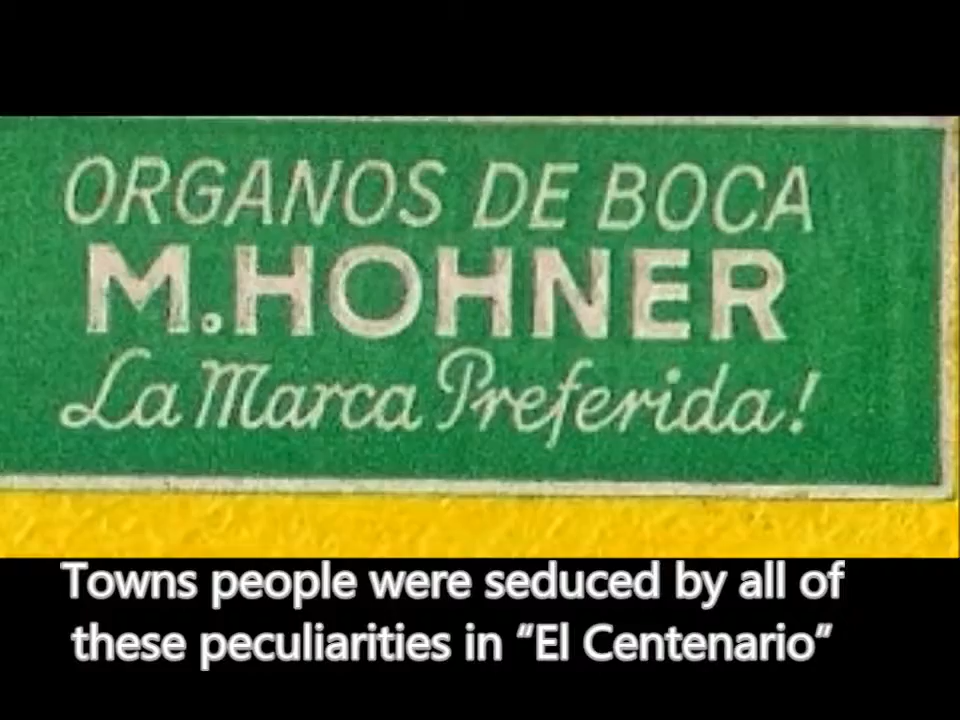 ORGANOS DE BOCA
M.HOHNER
La Marca Preferida!
Towns people were seduced by all of
these peculiarities in “El Centenario”